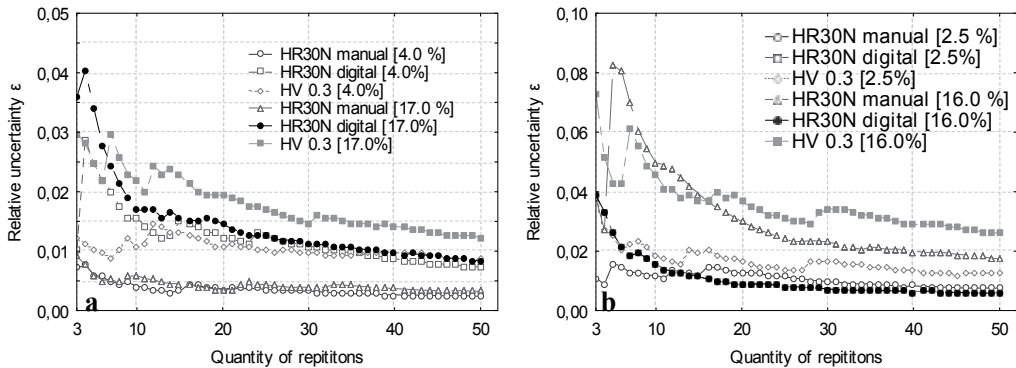 0,05
0,04
0,03
0,02
0,01
0,00
Relative uncertainty ε
HR30N manual [4.0 %]
HR30N digital [4.0%]
HV 0.3 [4.0%]
HR30N manual [17.0 %]
HR30N digital [17.0%]
HV 0.3 [17.0%]
a
3 10 20 30 40 50
Quantity of repititons
0,10
0,08
0,06
0,04
0,02
0,00
Relative uncertainty ε
HR30N manual [2.5 %]
HR30N digital [2.5%]
HV 0.3 [2.5%]
HR30N manual [16.0 %]
HR30N digital [16.0%]
HV 0.3 [16.0%]
b
3 10 20 30 40 50
Quantity of repititons